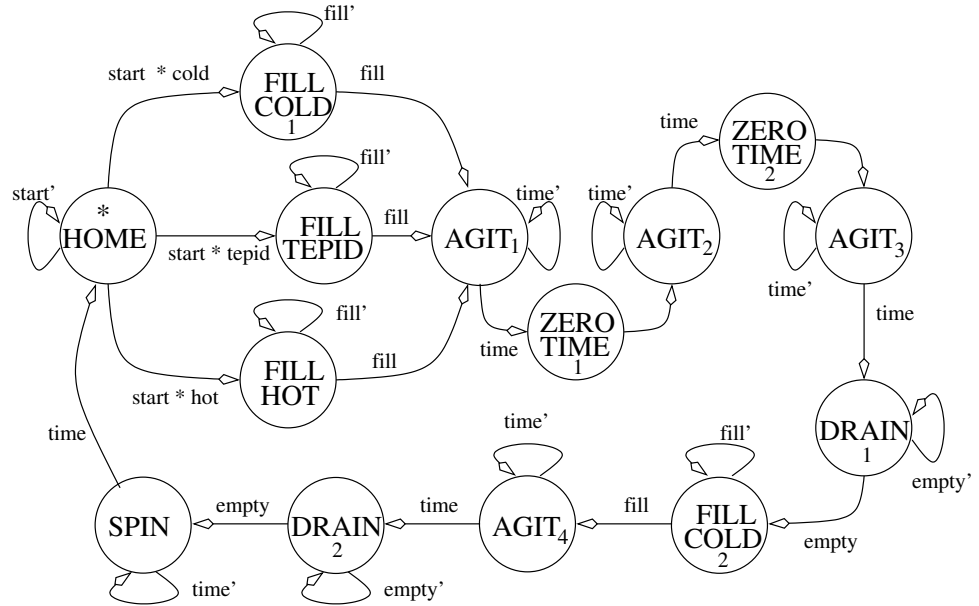 fill'
start * cold
FILL
COLD
1
fill
fill'
start'
*
HOME
start * tepid
FILL
TEPID
fill
AGIT1
time'
time'
AGIT2
time
ZERO
TIME
2
AGIT3
time'
time
fill'
start * hot
FILL
HOT
fill
time
ZERO
TIME
1
time
SPIN
time'
empty
DRAIN
2
empty'
time
time'
AGIT4
fill
fill'
FILL
COLD
2
empty
DRAIN
1
empty'